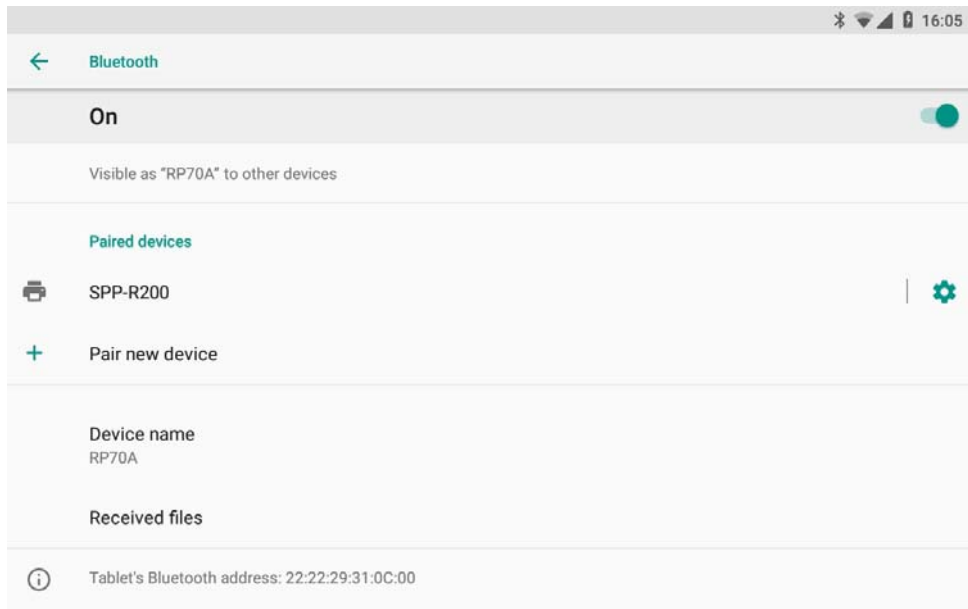 16:05
Bluetooth
On
Visible as "RP70A" to other devices
Paired devices
SPP-R200
Pair new device
Device name
RP70A
Received files
Tablet's Bluetooth address: 22:22:29:31:0C:00